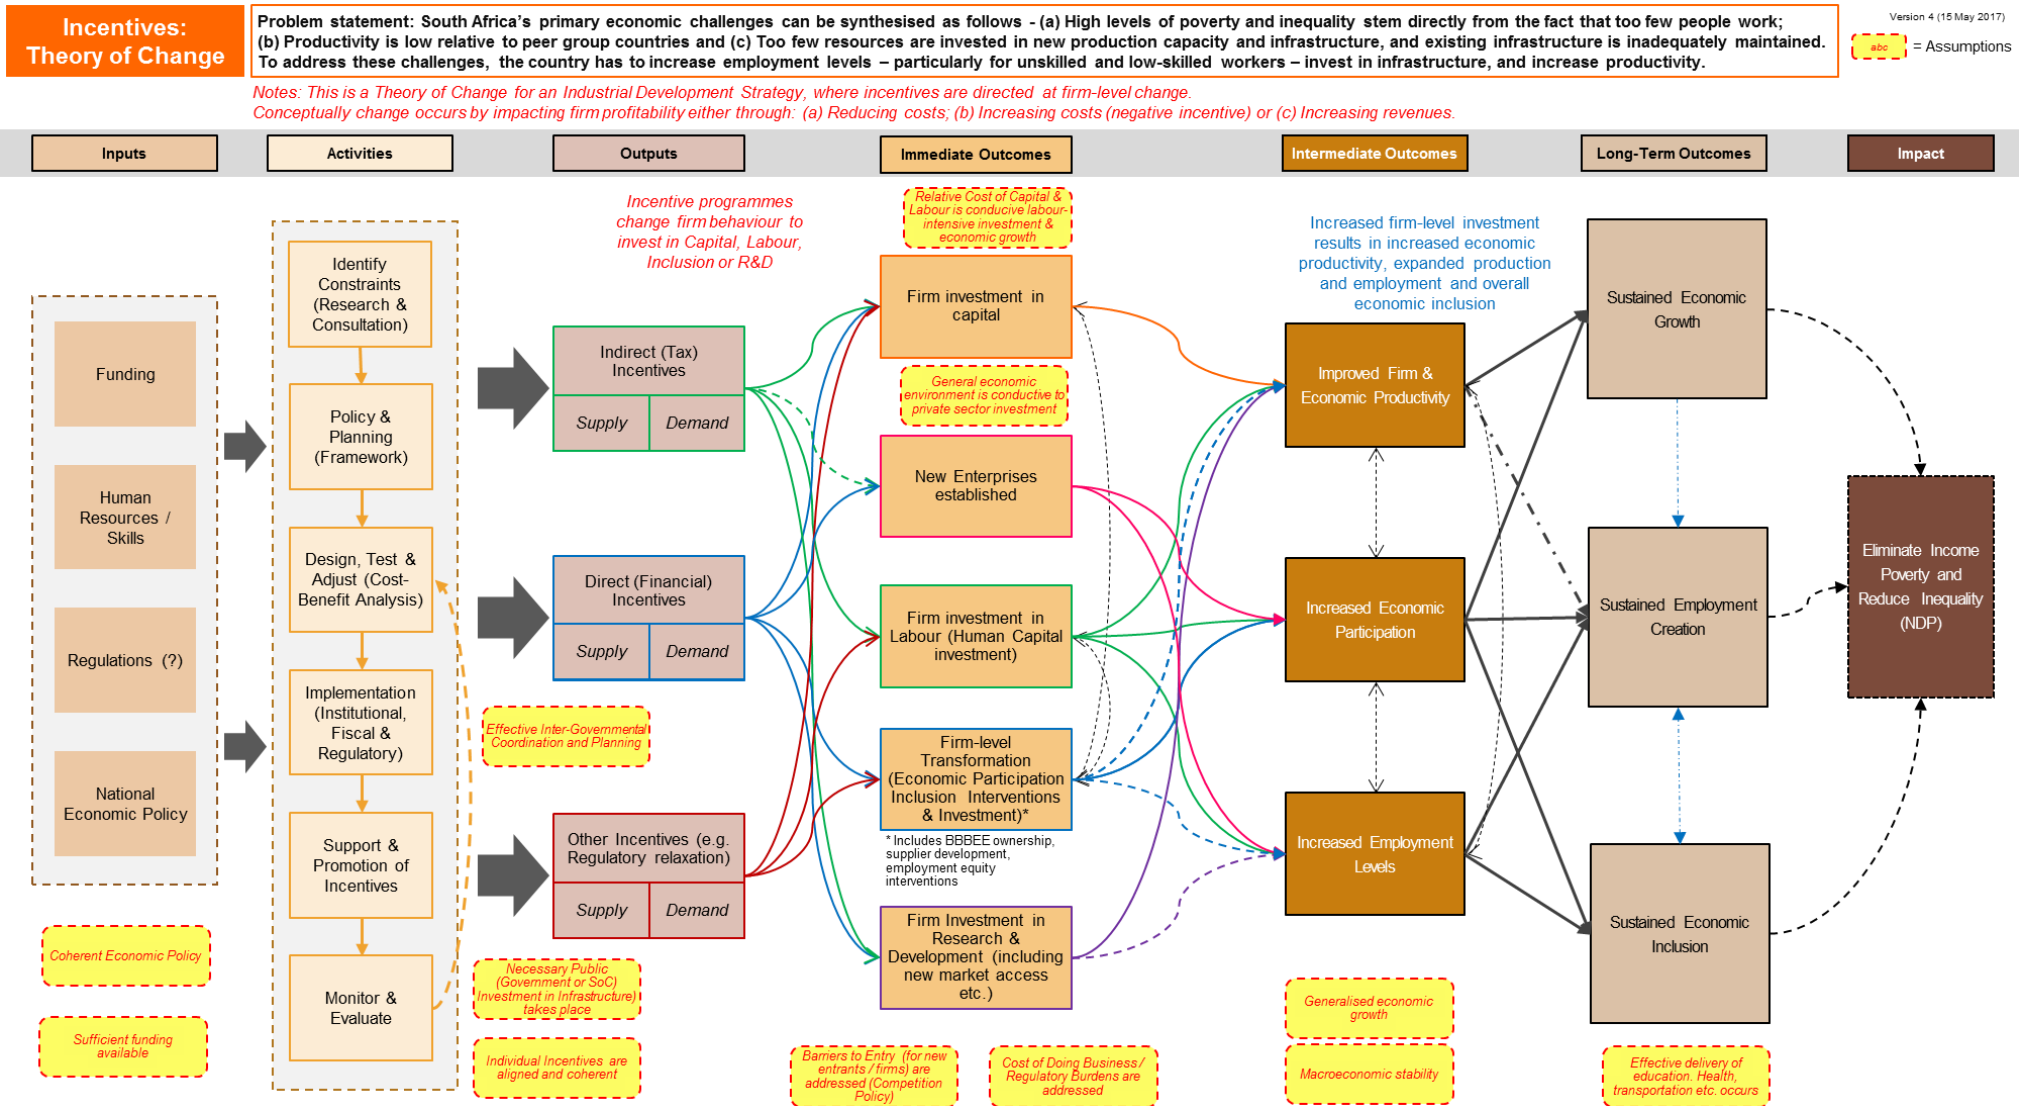 Incentives:
Theory of Change
Problem statement: South Africa's primary economic challenges can be synthesised as follows - (a) High levels of poverty and inequality stem directly from the fact that too few people work;
(b) Productivity is low relative to peer group countries and (c) Too few resources are invested in new production capacity and infrastructure, and existing infrastructure is inadequately maintained.
To address these challenges, the country has to increase employment levels – particularly for unskilled and low-skilled workers – invest in infrastructure, and increase productivity.
Version 4 (15 May 2017)
abc = Assumptions
Notes: This is a Theory of Change for an Industrial Development Strategy, where incentives are directed at firm-level change.
Conceptually change occurs by impacting firm profitability either through: (a) Reducing costs; (b) Increasing costs (negative incentive) or (c) Increasing revenues.
Inputs
Activities
Outputs
Immediate Outcomes
Intermediate Outcomes
Long-Term Outcomes
Impact
Funding
Human
Resources /
Skills
Regulations (?)
National
Economic Policy
Coherent Economic Policy
Sufficient funding
available
Identify
Constraints
(Research &
Consultation)
Policy &
Planning
(Framework)
Design, Test &
Adjust (Cost-
Benefit Analysis)
Implementation
(Institutional,
Fiscal &
Regulatory)
Support &
Promotion of
Incentives
Monitor &
Evaluate
Incentive programmes
change firm behaviour to
invest in Capital, Labour,
Inclusion or R&D
Indirect (Tax)
Incentives
Supply
Demand
Direct (Financial)
Incentives
Supply
Demand
Effective Inter-Governmental
Coordination and Planning
Other Incentives (e.g.
Regulatory relaxation)
Supply
Demand
Necessary Public
(Government or SoC)
Investment in Infrastructure)
takes place
Individual Incentives are
aligned and coherent
Relative Cost of Capital &
Labour is conducive labour-
intensive investment &
economic growth
Firm investment in
capital
General economic
environment is conductive to
private sector investment
New Enterprises
established
Firm investment in
Labour (Human Capital
investment)
Firm-level
Transformation
(Economic Participation
Inclusion Interventions
& Investment)*
* Includes BBBEE ownership,
supplier development,
employment equity
interventions
Firm Investment in
Research &
Development (including
new market access
etc.)
Barriers to Entry (for new
entrants / firms) are
addressed (Competition
Policy)
Cost of Doing Business /
Regulatory Burdens are
addressed
Increased firm-level investment
results in increased economic
productivity, expanded production
and employment and overall
economic inclusion
Improved Firm &
Economic Productivity
Increased Economic
Participation
Increased Employment
Levels
Generalised economic
growth
Macroeconomic stability
Sustained Economic
Growth
Sustained Employment
Creation
Sustained Economic
Inclusion
Effective delivery of
education. Health,
transportation etc. occurs
Eliminate Income
Poverty and
Reduce Inequality
(NDP)